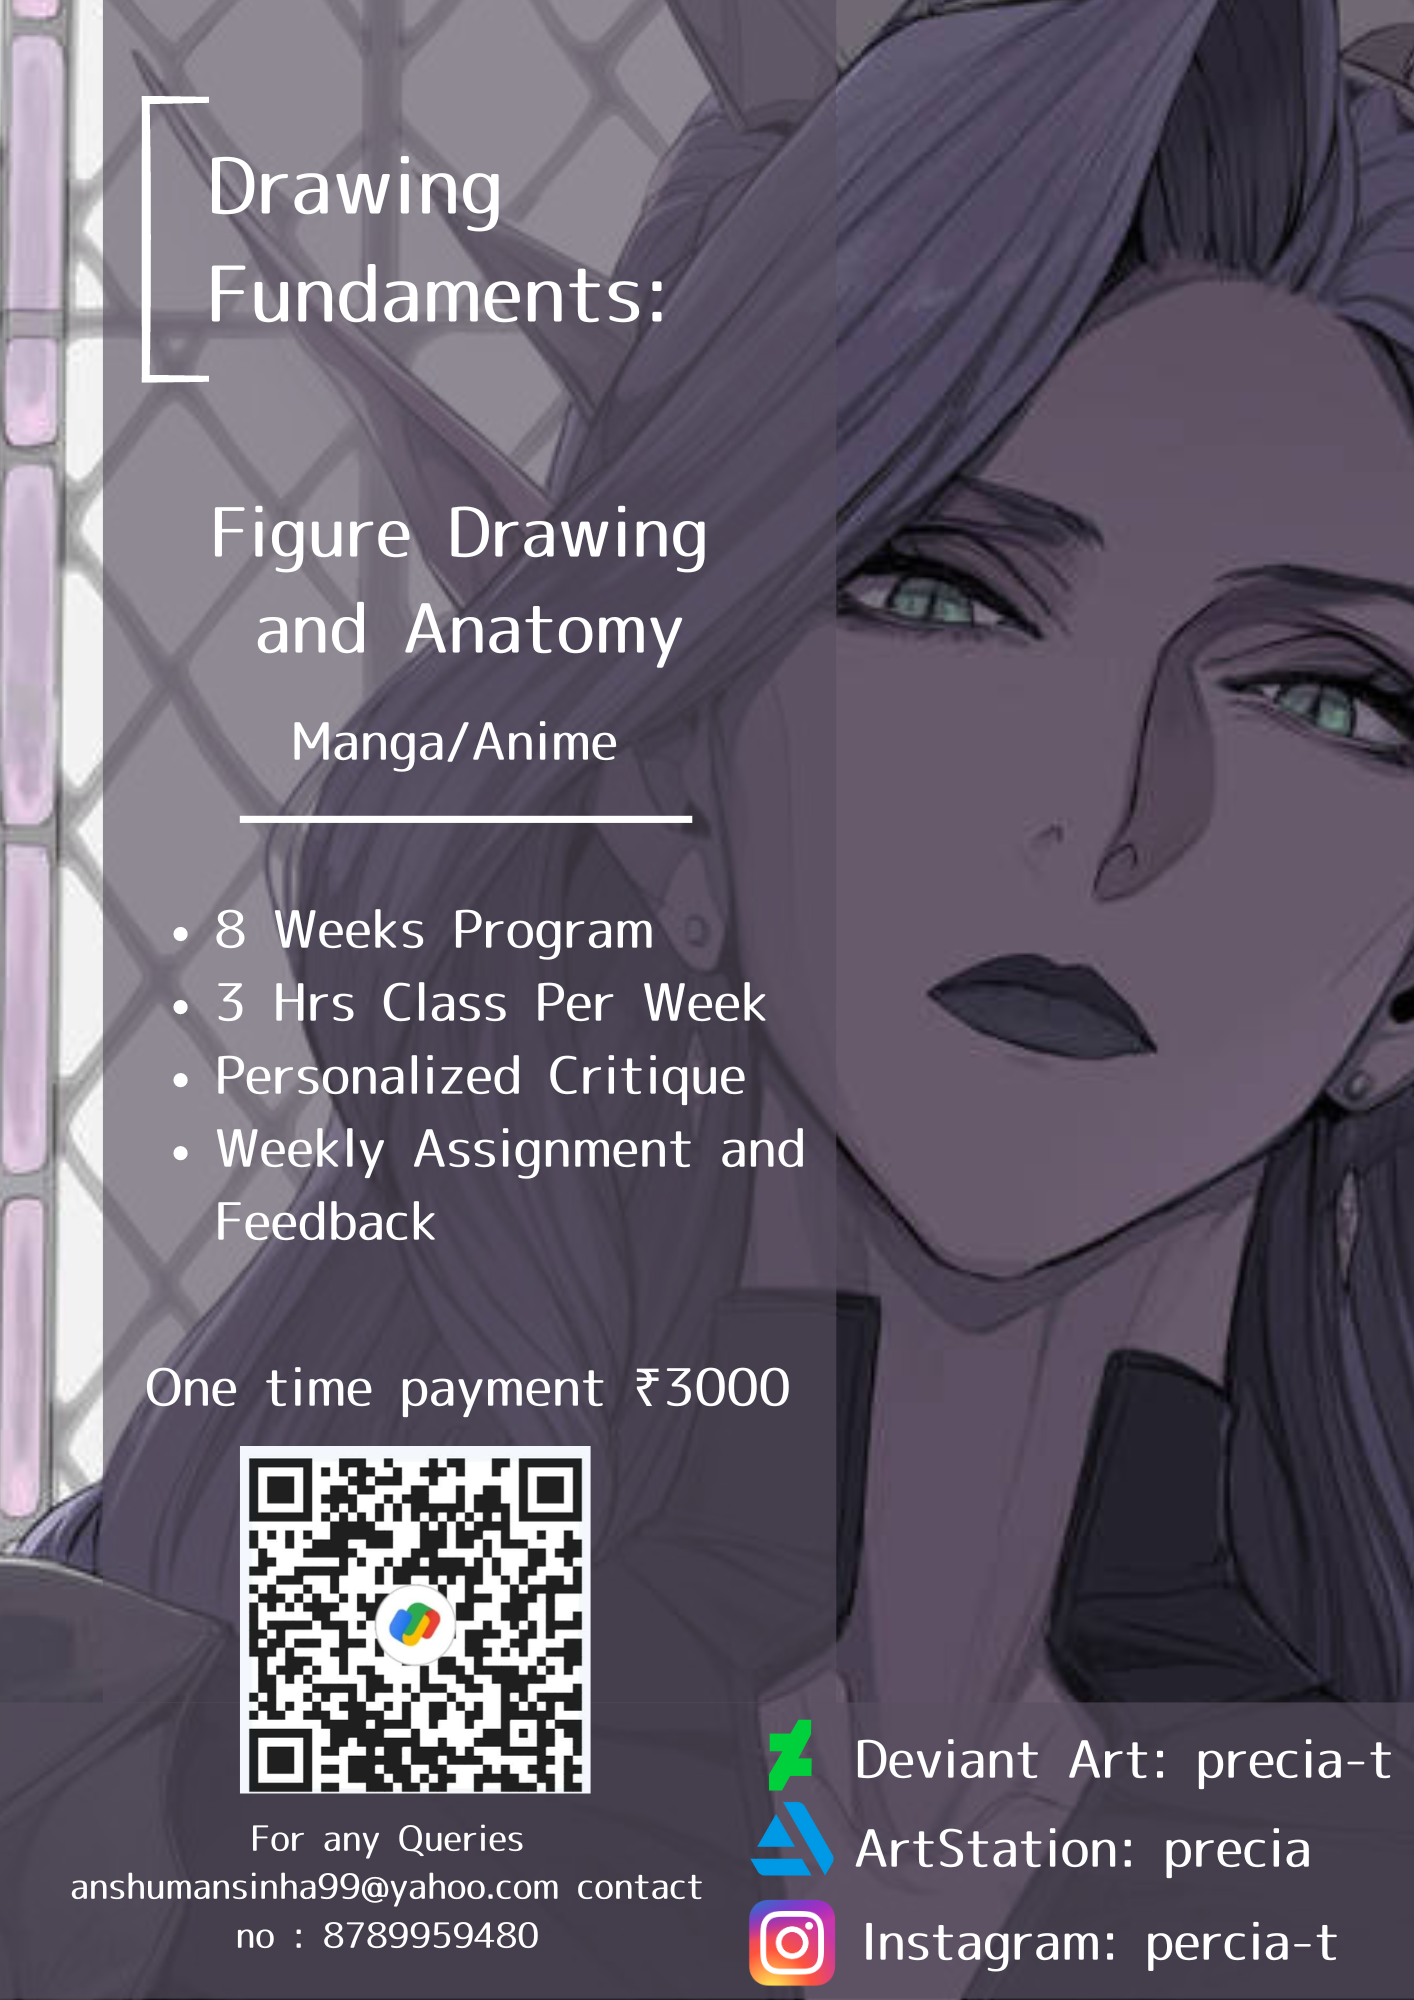 Drawing
Fundaments:
Figure Drawing
and Anatomy
Manga/Anime
• 8 Weeks Program
• 3 Hrs Class Per Week
• Personalized Critique
• Weekly Assignment and
Feedback
One time payment ₹3000
For any Queries
anshumansinha99@yahoo.com contact
no : 8789959480
Deviant Art: precia-t
ArtStation: precia
Instagram: percia-t